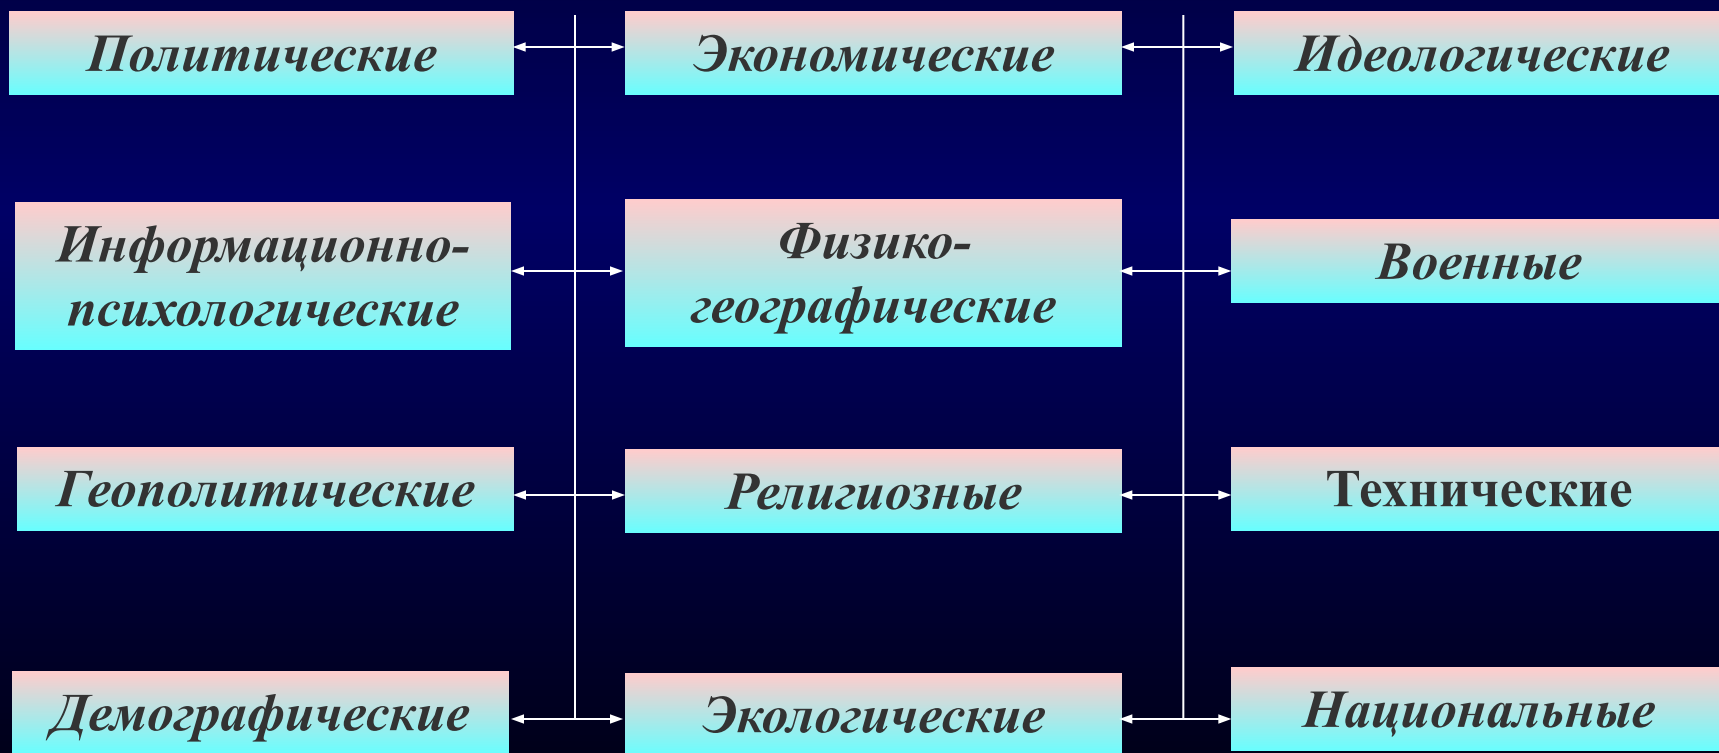 Политические
Экономические
Идеологические
Информационно-
психологические
Физико-
географические
Военные
Геополитические
Религиозные
Технические
Демографические
Экологические
Национальные